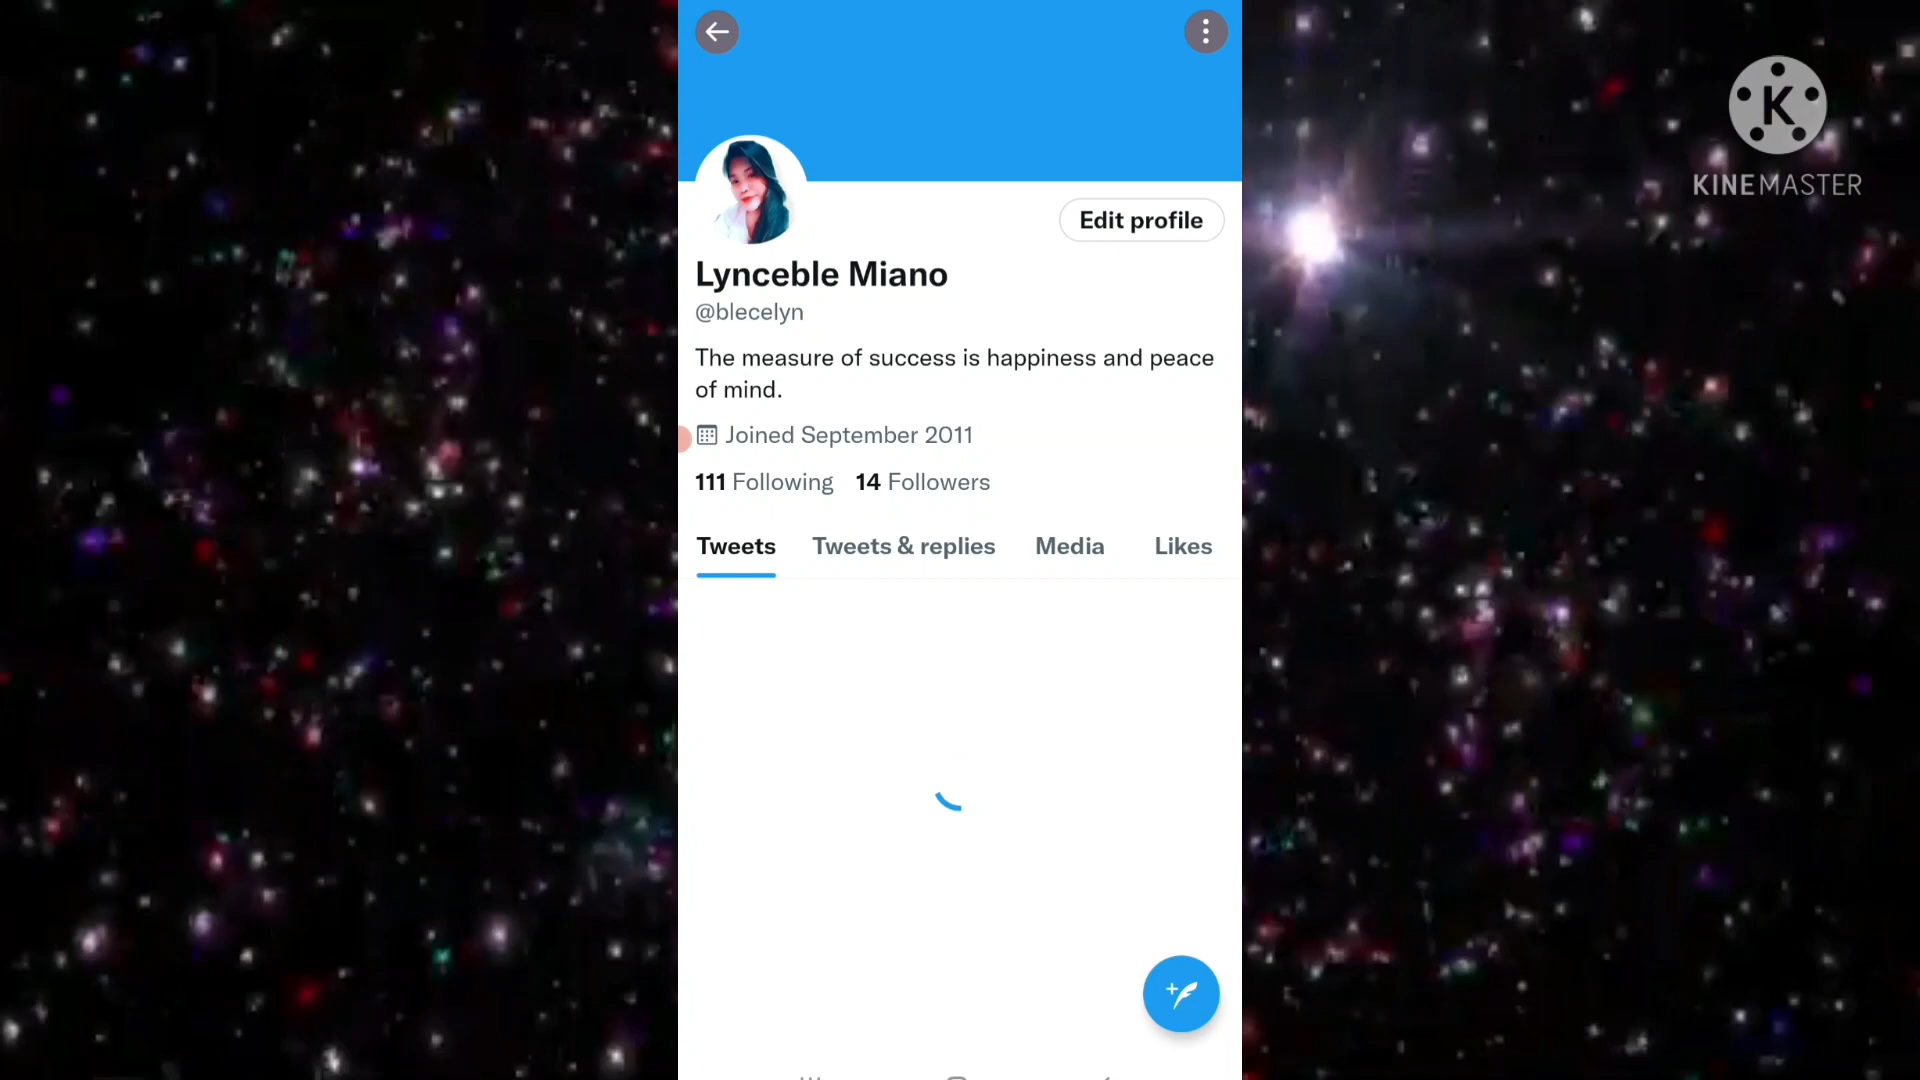 K
KINEMASTER
Edit profile
Lynceble Miano
@blecelyn
The measure of success is happiness and peace
of mind.
Joined September 2011
111 Following 14 Followers
Tweets Tweets & replies Media Likes